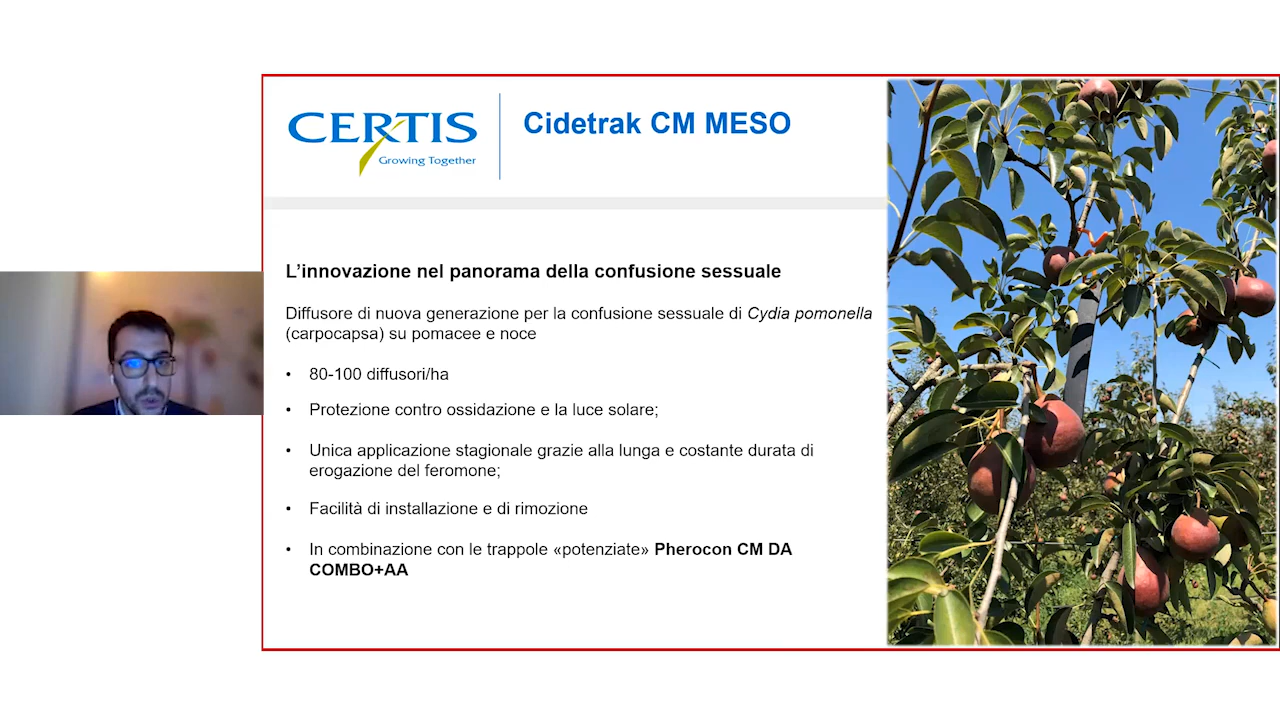 CERTIS
Growing Together
Cidetrak CM MESO
L’innovazione nel panorama della confusione sessuale
Diffusore di nuova generazione per la confusione sessuale di Cydia pomonella
(carpocapsa) su pomacee e noce
• 80-100 diffusori/ha
• Protezione contro ossidazione e la luce solare;
• Unica applicazione stagionale grazie alla lunga e costante durata di
erogazione del feromone;
• Facilità di installazione e di rimozione
• In combinazione con le trappole «potenziate» Pherocon CM DA
COMBO+AA